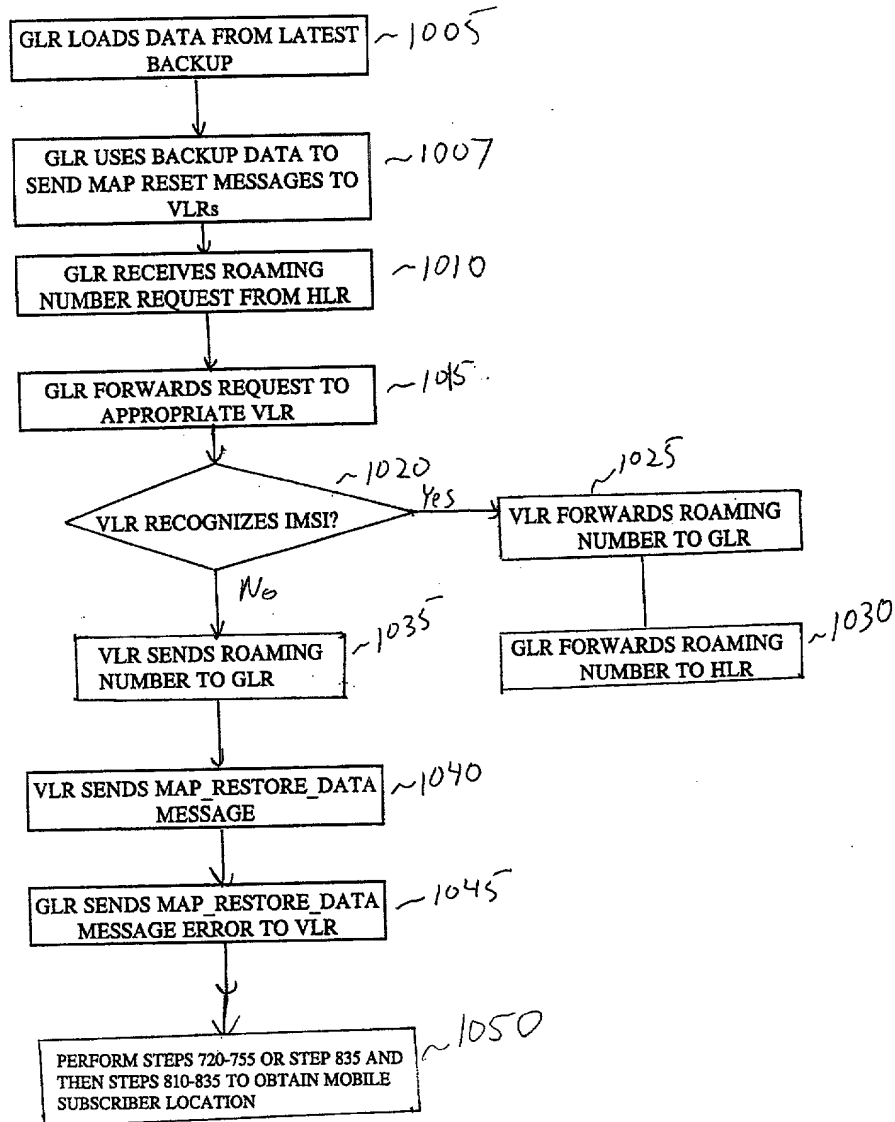 GLR LOADS DATA FROM LATEST
BACKUP
~1005
GLR USES BACKUP DATA TO
SEND MAP RESET MESSAGES TO
VLRs
~1007
GLR RECEIVES ROAMING
NUMBER REQUEST FROM HLR
~1010
GLR FORWARDS REQUEST TO
APPROPRIATE VLR
~1015
VLR RECOGNIZES IMSI?
~1020
Yes
~1025
VLR FORWARDS ROAMING
NUMBER TO GLR
GLR FORWARDS ROAMING
NUMBER TO HLR
~1030
No
VLR SENDS ROAMING
NUMBER TO GLR
~1035
VLR SENDS MAP_RESTORE_DATA
MESSAGE
~1040
GLR SENDS MAP_RESTORE_DATA
MESSAGE ERROR TO VLR
~1045
PERFORM STEPS 720-755 OR STEP 835 AND
THEN STEPS 810-835 TO OBTAIN MOBILE
SUBSCRIBER LOCATION
~1050